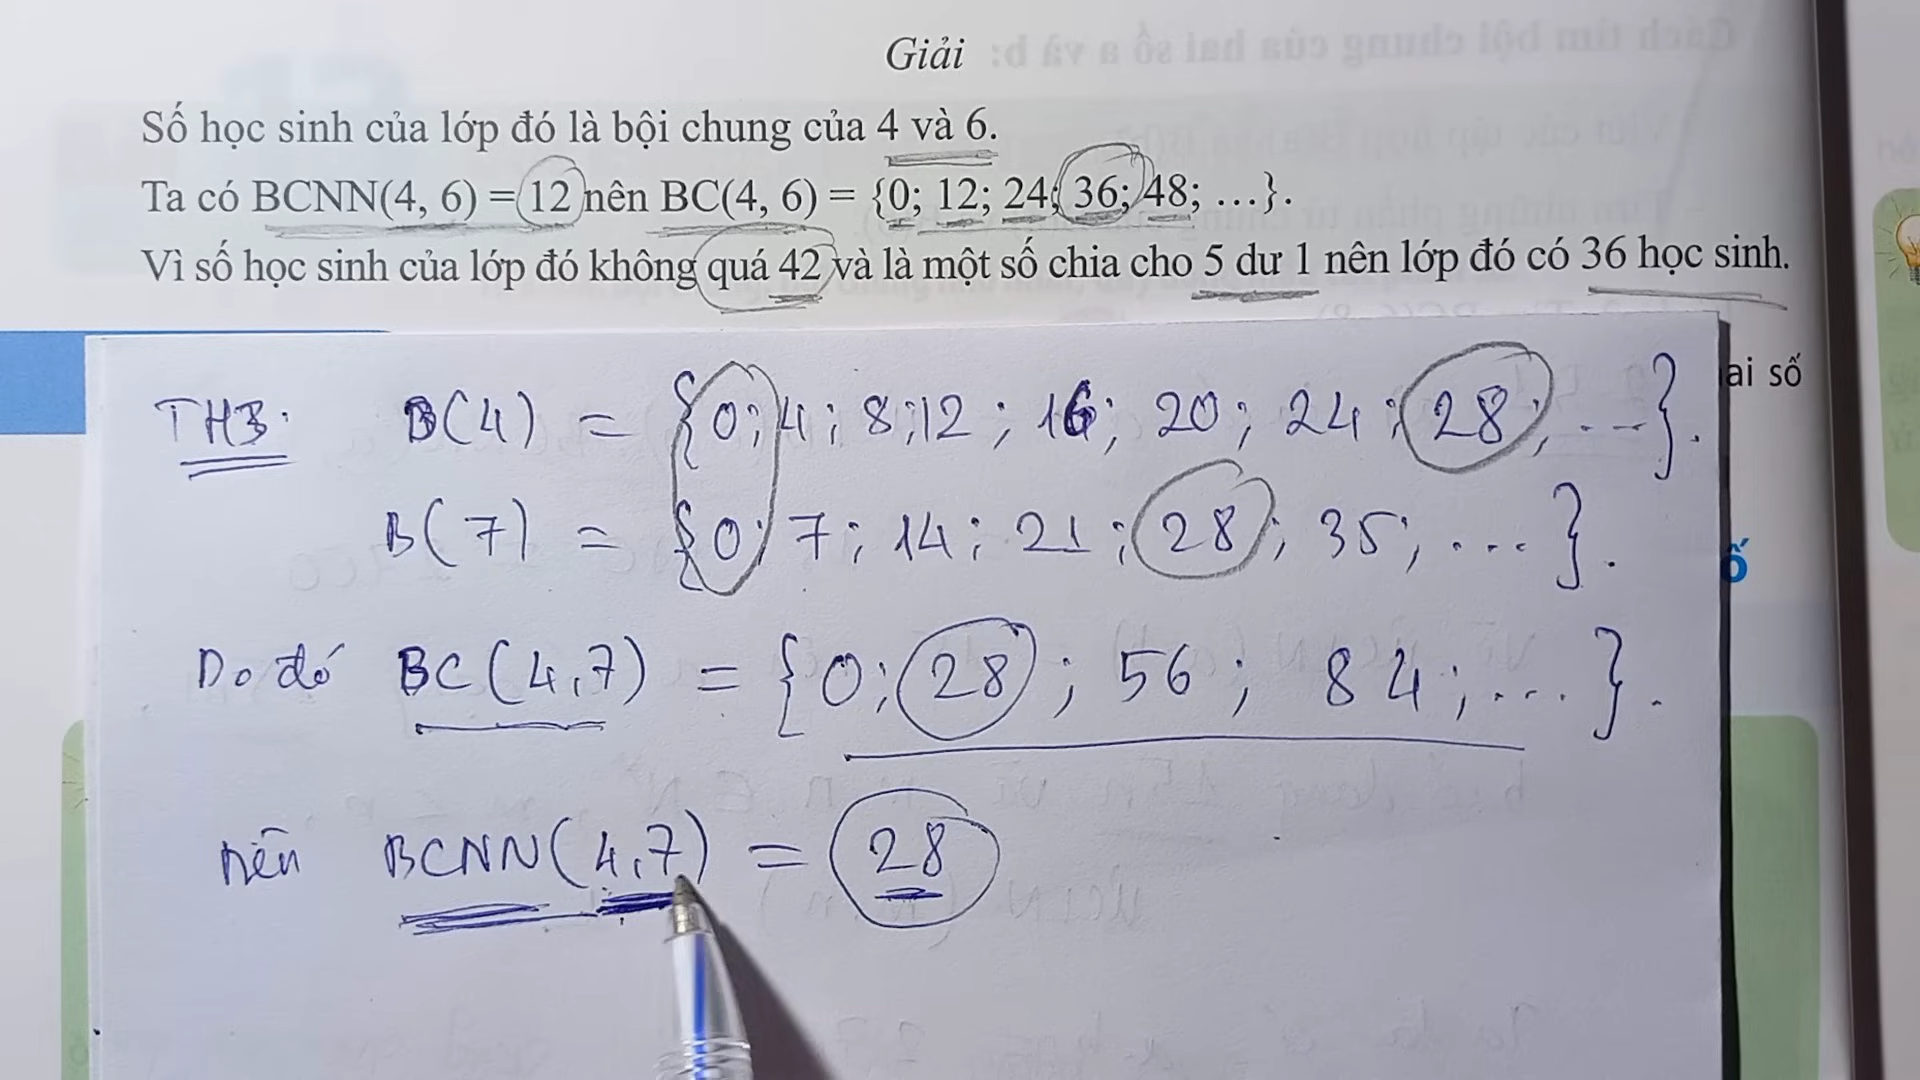 Giải
Số học sinh của lớp đó là bội chung của 4 và 6.
Ta có BCNN(4, 6) = 12 nên BC(4, 6) = {0; 12; 24; 36; 48; …}.
Vì số học sinh của lớp đó không quá 42 và là một số chia cho 5 dư 1 nên lớp đó có 36 học sinh.
ai số
TH3: B(4) = {0; 4; 8; 12; 16; 20; 24; 28; ...}.
B(7) = {0; 7; 14; 21; 28; 35; ...}.
ố
Do đó BC(4,7) = {0; 28; 56; 84; ...}.
nên BCNN(4,7) = 28